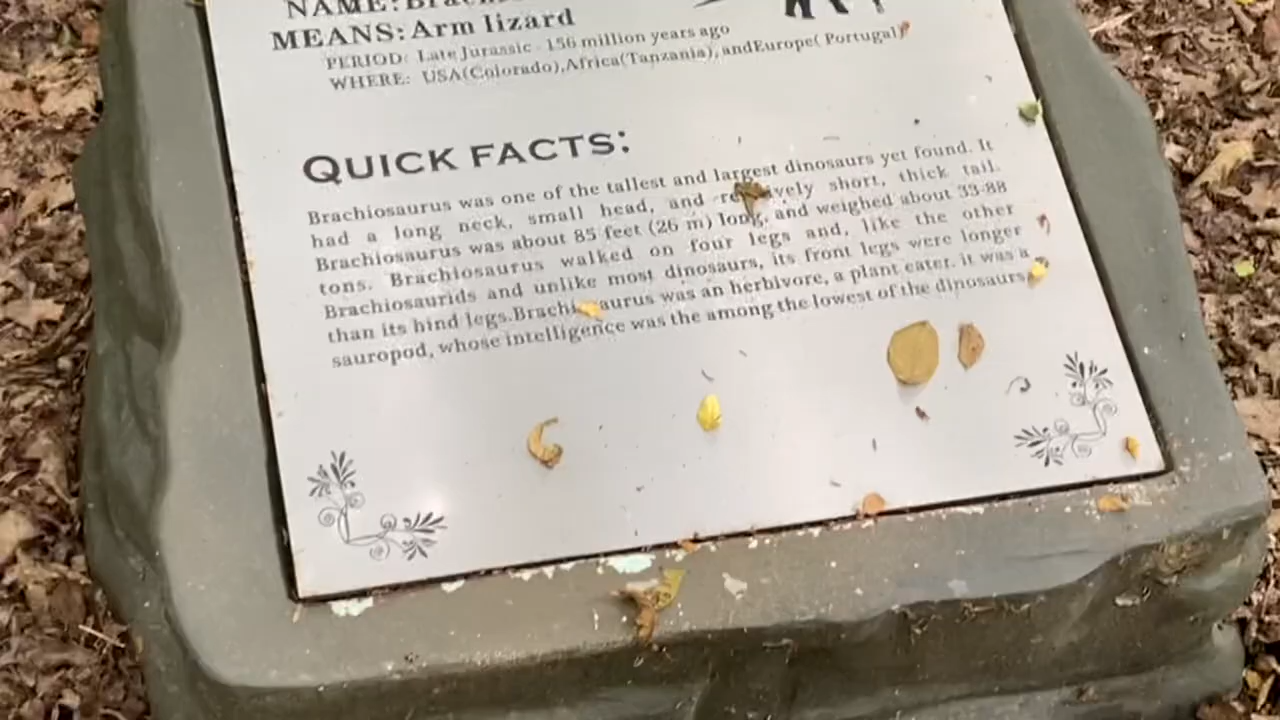 NAME:
MEANS: Arm lizard
PERIOD: Late Jurassic - 156 million years ago
WHERE: USA(Colorado),Africa(Tanzania), andEurope( Portugal)
QUICK FACTS:
Brachiosaurus was one of the tallest and largest dinosaurs yet found. It
had a long neck, small head, and short, thick tail.
Brachiosaurus was about 85 feet (26 m) long, and weighed about 33-88
tons. Brachiosaurus walked on four legs and, like the other
Brachiosaurids and unlike most dinosaurs, its front legs were longer
than its hind legs.Brachiosaurus was an herbivore, a plant eater. it was a
sauropod, whose intelligence was the among the lowest of the dinosaurs